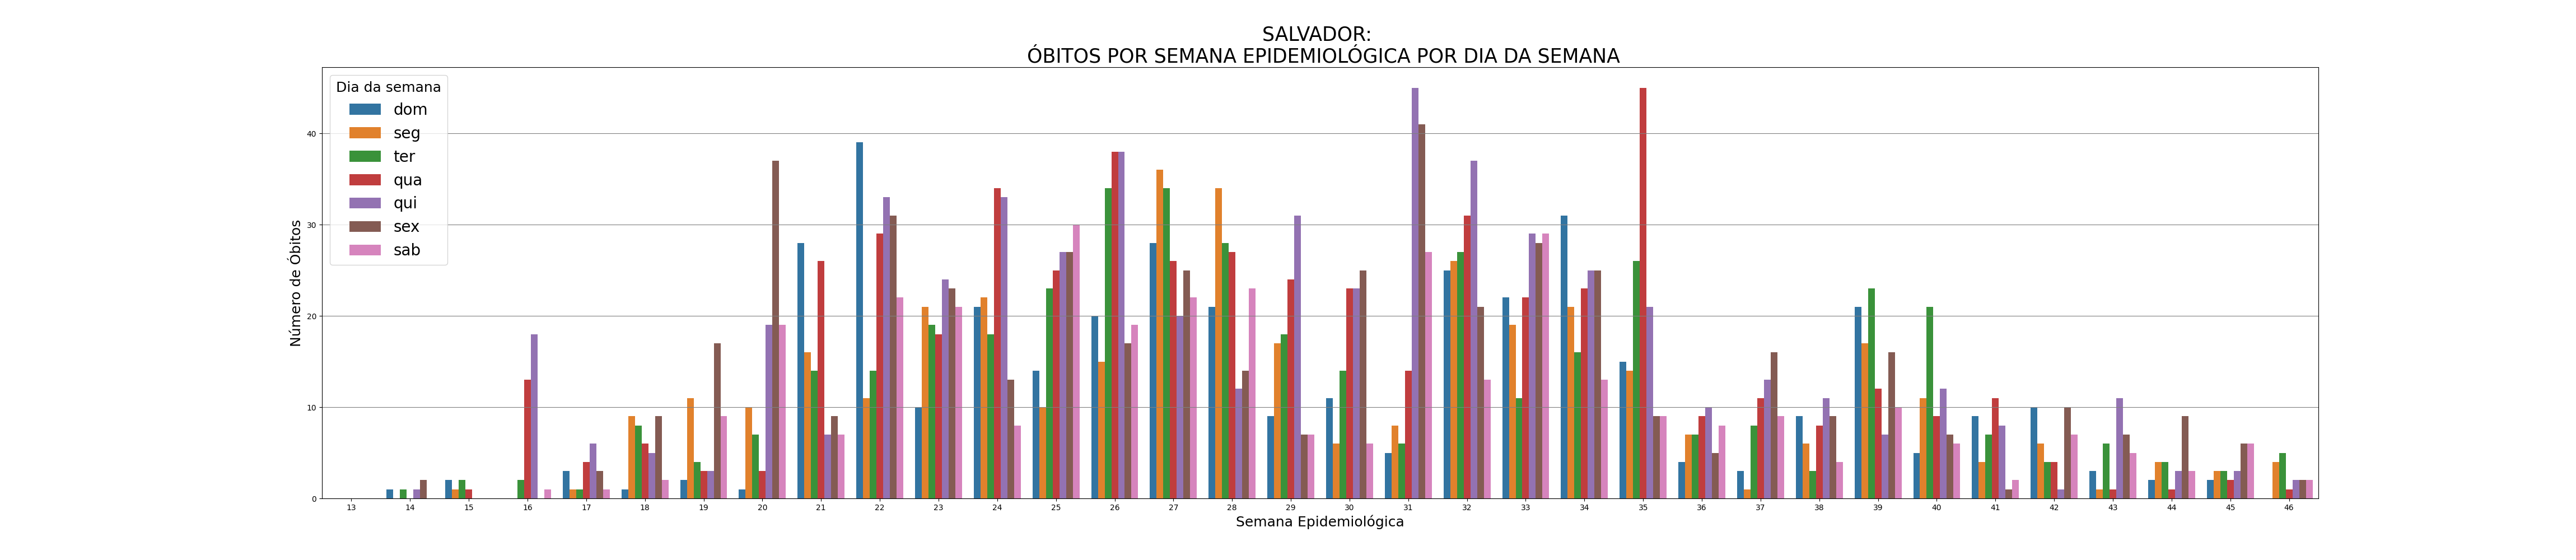 SALVADOR:
ÓBITOS POR SEMANA EPIDEMIOLÓGICA POR DIA DA SEMANA
Dia da semana
dom
seg
ter
qua
qui
sex
sab
Número de Óbitos
40
30
20
10
0
13 14 15 16 17 18 19 20 21 22 23 24 25 26 27 28 29 30 31 32 33 34 35 36 37 38 39 40 41 42 43 44 45 46
Semana Epidemiológica